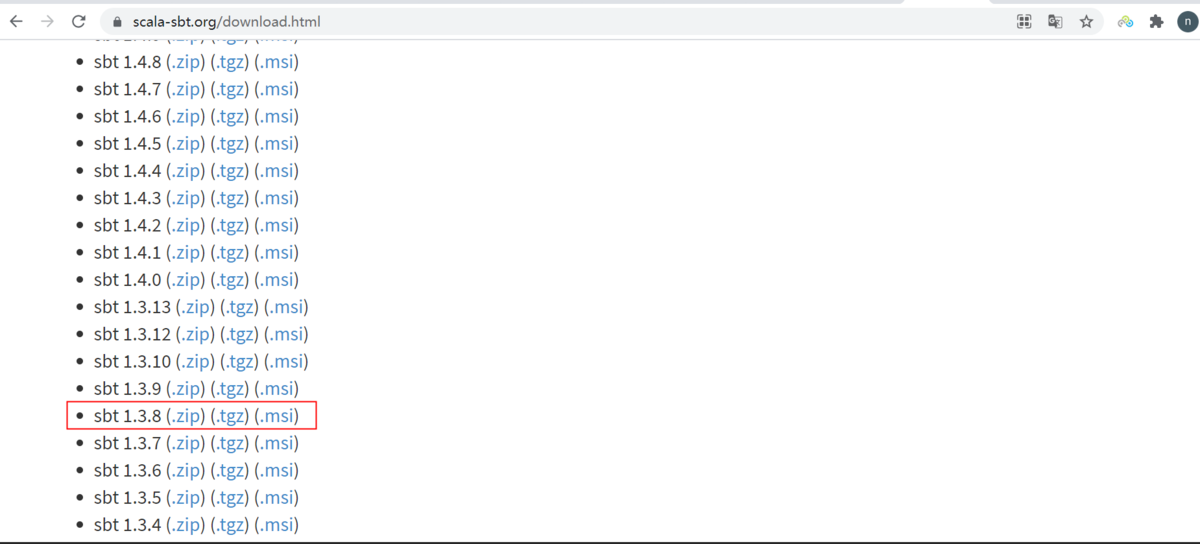 scala-sbt.org/download.html
n
sbt 1.4.8 (.zip) (.tgz) (.msi)
sbt 1.4.7 (.zip) (.tgz) (.msi)
sbt 1.4.6 (.zip) (.tgz) (.msi)
sbt 1.4.5 (.zip) (.tgz) (.msi)
sbt 1.4.4 (.zip) (.tgz) (.msi)
sbt 1.4.3 (.zip) (.tgz) (.msi)
sbt 1.4.2 (.zip) (.tgz) (.msi)
sbt 1.4.1 (.zip) (.tgz) (.msi)
sbt 1.4.0 (.zip) (.tgz) (.msi)
sbt 1.3.13 (.zip) (.tgz) (.msi)
sbt 1.3.12 (.zip) (.tgz) (.msi)
sbt 1.3.10 (.zip) (.tgz) (.msi)
sbt 1.3.9 (.zip) (.tgz) (.msi)
sbt 1.3.8 (.zip) (.tgz) (.msi)
sbt 1.3.7 (.zip) (.tgz) (.msi)
sbt 1.3.6 (.zip) (.tgz) (.msi)
sbt 1.3.5 (.zip) (.tgz) (.msi)
sbt 1.3.4 (.zip) (.tgz) (.msi)